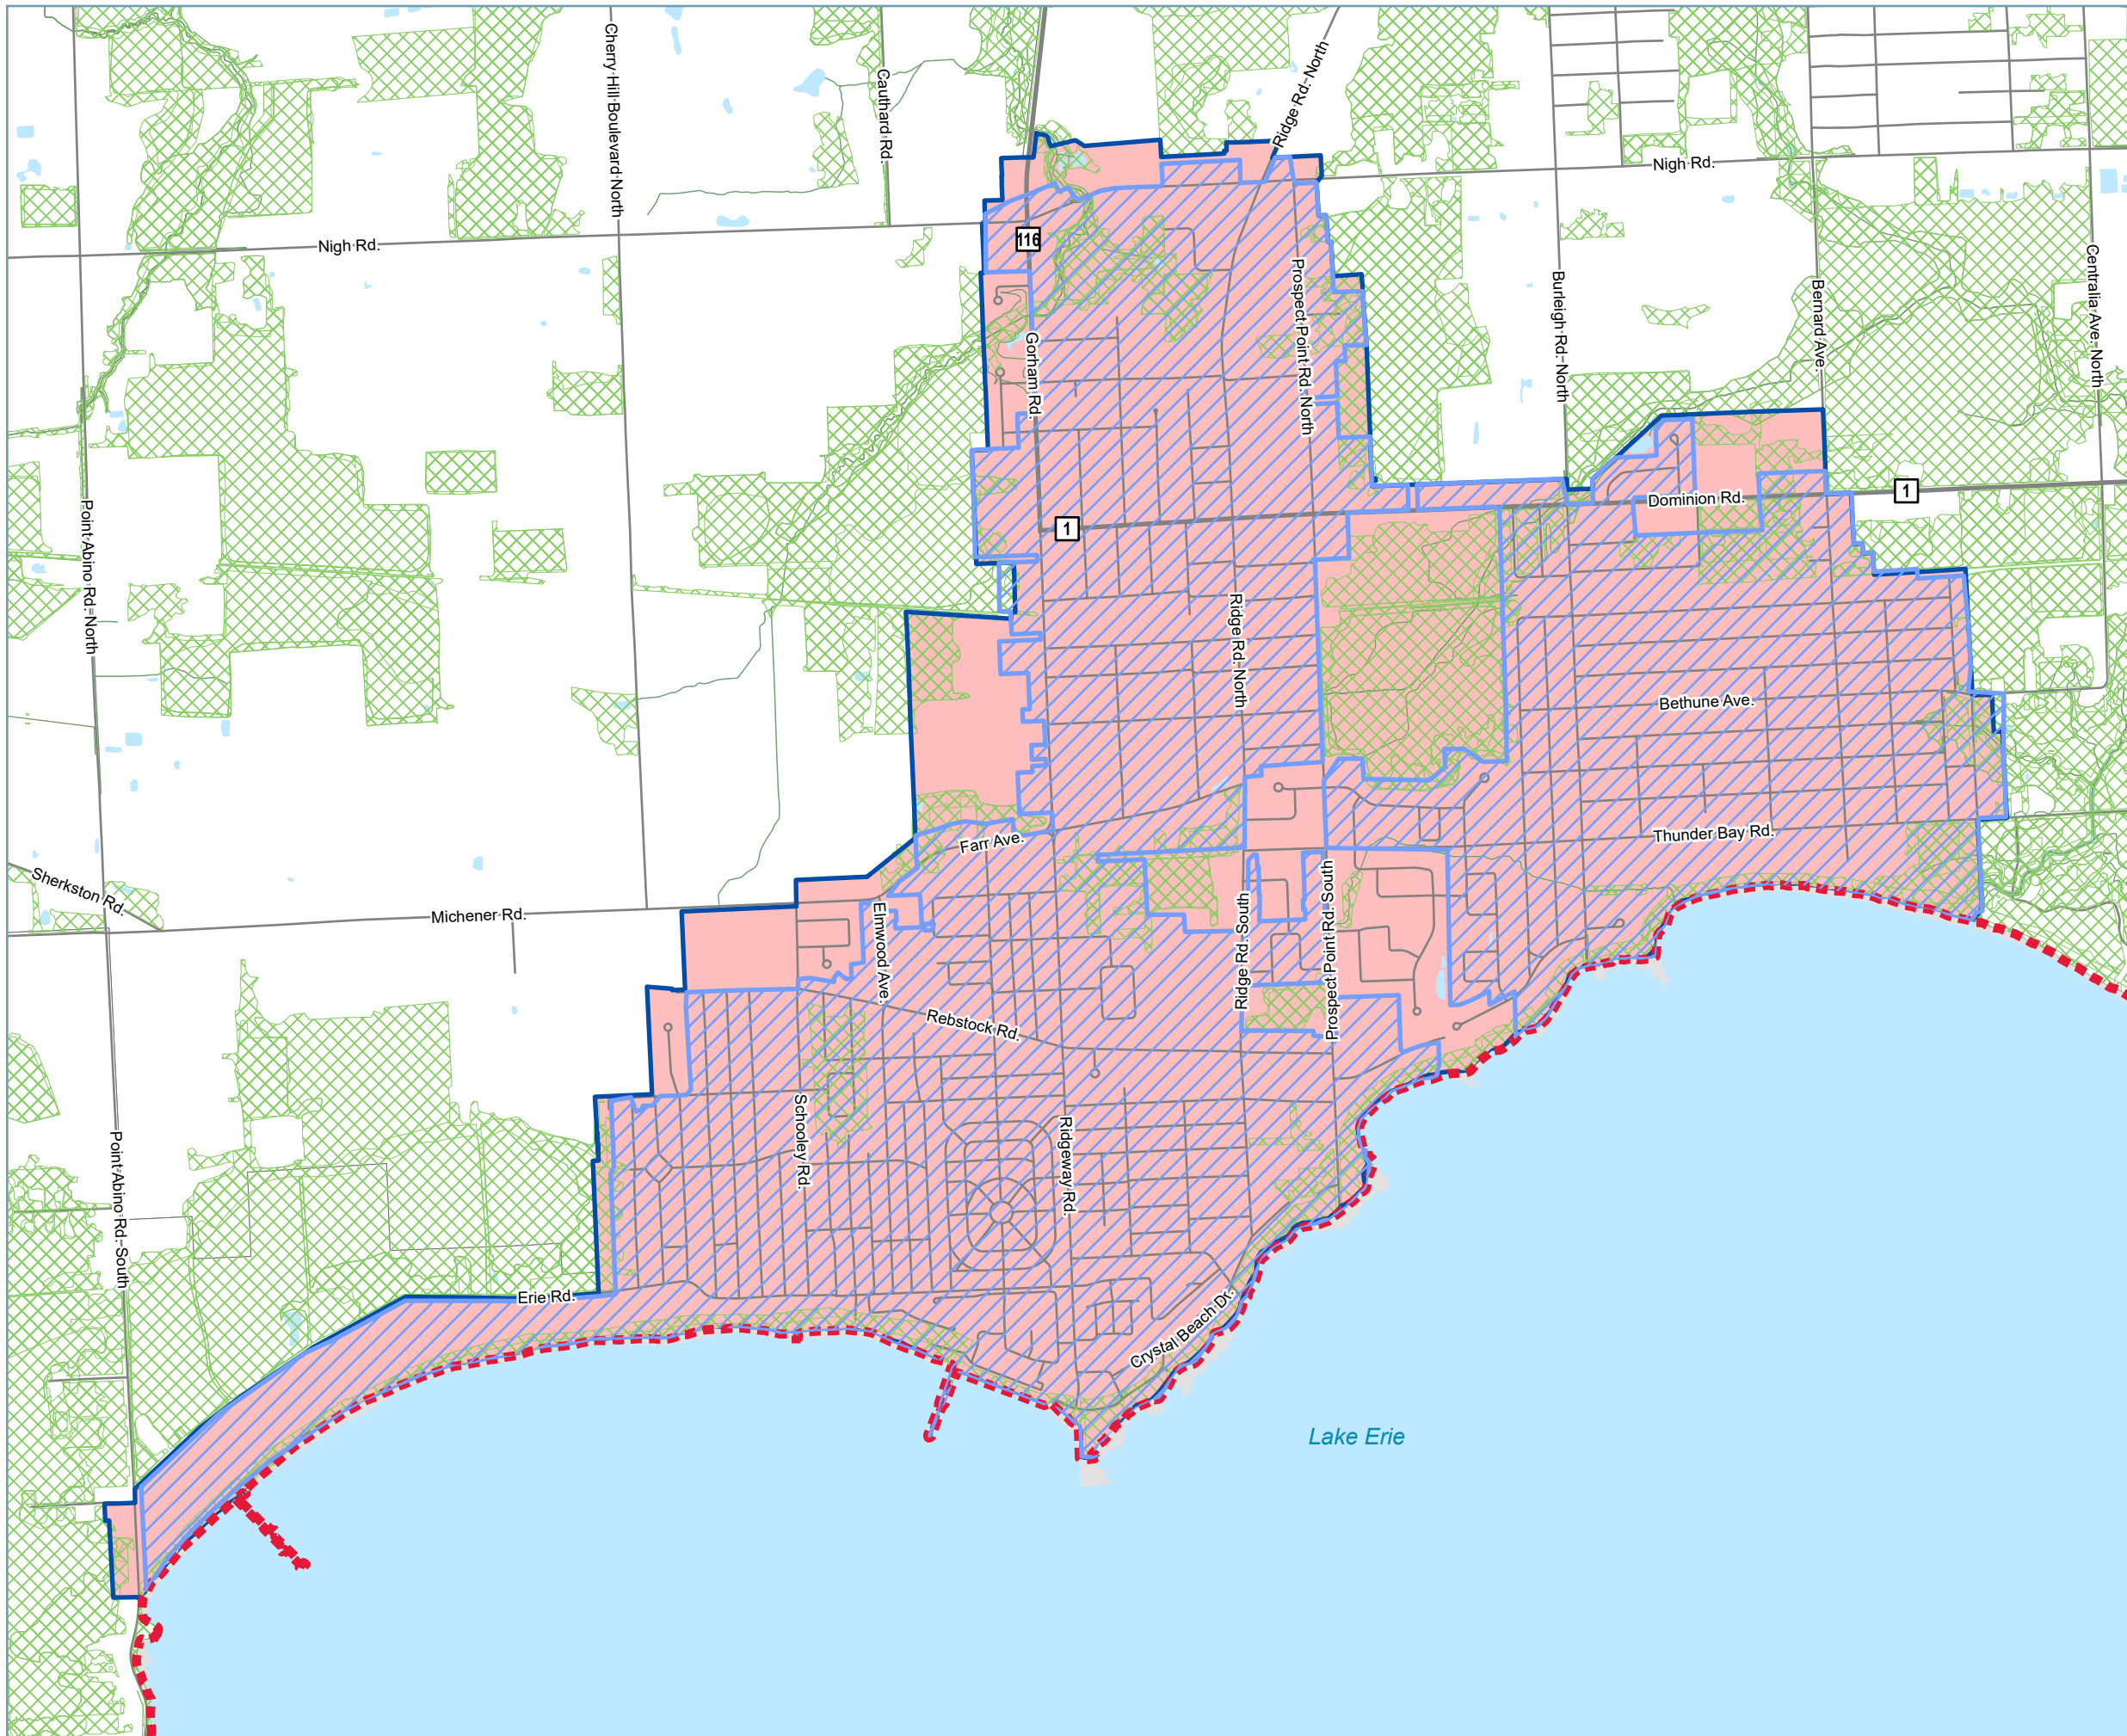 Cherry Hill Boulevard North
Cauthard Rd.
Ridge Rd. North
Nigh Rd.
Nigh Rd.
116
Prospect Point Rd. North
Burleigh Rd. North
Bernard Ave.
Centralia Ave. North
Gorham Rd.
Point Abino Rd. North
1
Dominion Rd.
1
Ridge Rd. North
Bethune Ave.
Thunder Bay Rd.
Farr Ave.
Sherkston Rd.
Michener Rd.
Elmwood Ave.
Ridge Rd. South
Prospect Point Rd. South
Rebstock Rd.
Schooley Rd.
Ridgeway Rd.
Point Abino Rd. South
Erie Rd.
Crystal Beach Dr.
Lake Erie